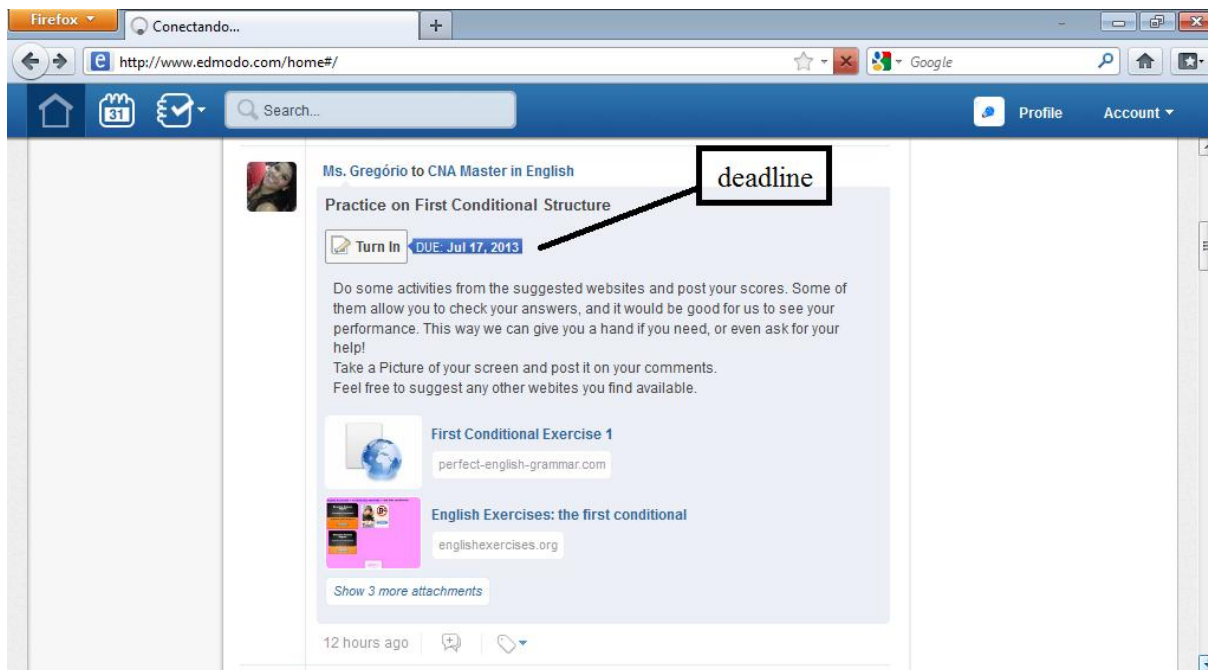 Firefox
Conectando...
http://www.edmodo.com/home#/
Google
31
Search...
Profile
Account
Ms. Gregório to CNA Master in English
deadline
Practice on First Conditional Structure
Turn In
DUE: Jul 17, 2013
Do some activities from the suggested websites and post your scores. Some of
them allow you to check your answers, and it would be good for us to see your
performance. This way we can give you a hand if you need, or even ask for your
help!
Take a Picture of your screen and post it on your comments.
Feel free to suggest any other webites you find available.
First Conditional Exercise 1
perfect-english-grammar.com
English Exercises: the first conditional
englishexercises.org
Show 3 more attachments
12 hours ago